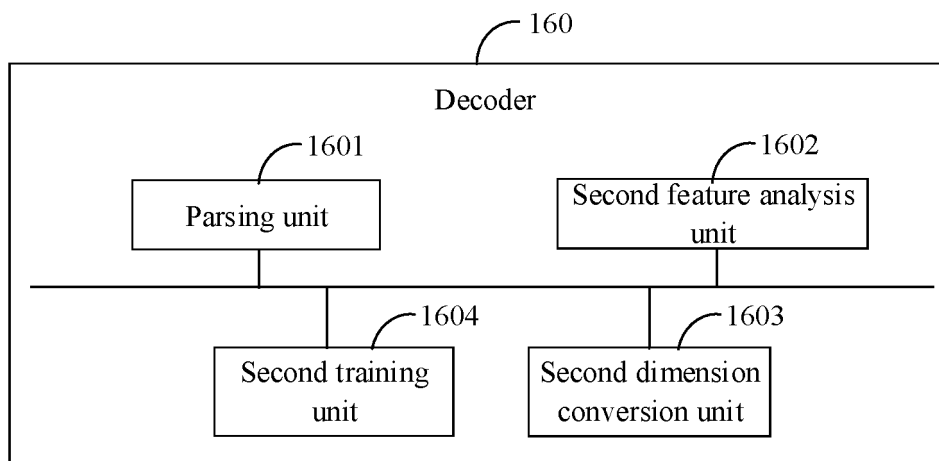 160
Decoder
1601
1602
Parsing unit
Second feature analysis
unit
1604
1603
Second training
unit
Second dimension
conversion unit